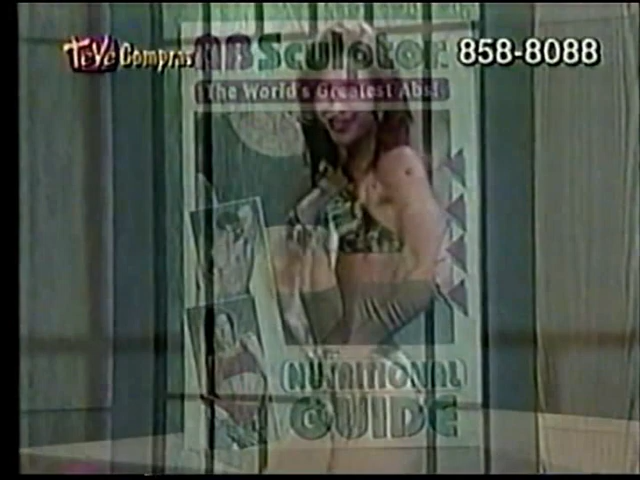 TeVe Compras
858-8088
ABSculptor
The World's Greatest Abs!
NUTRITIONAL
GUIDE